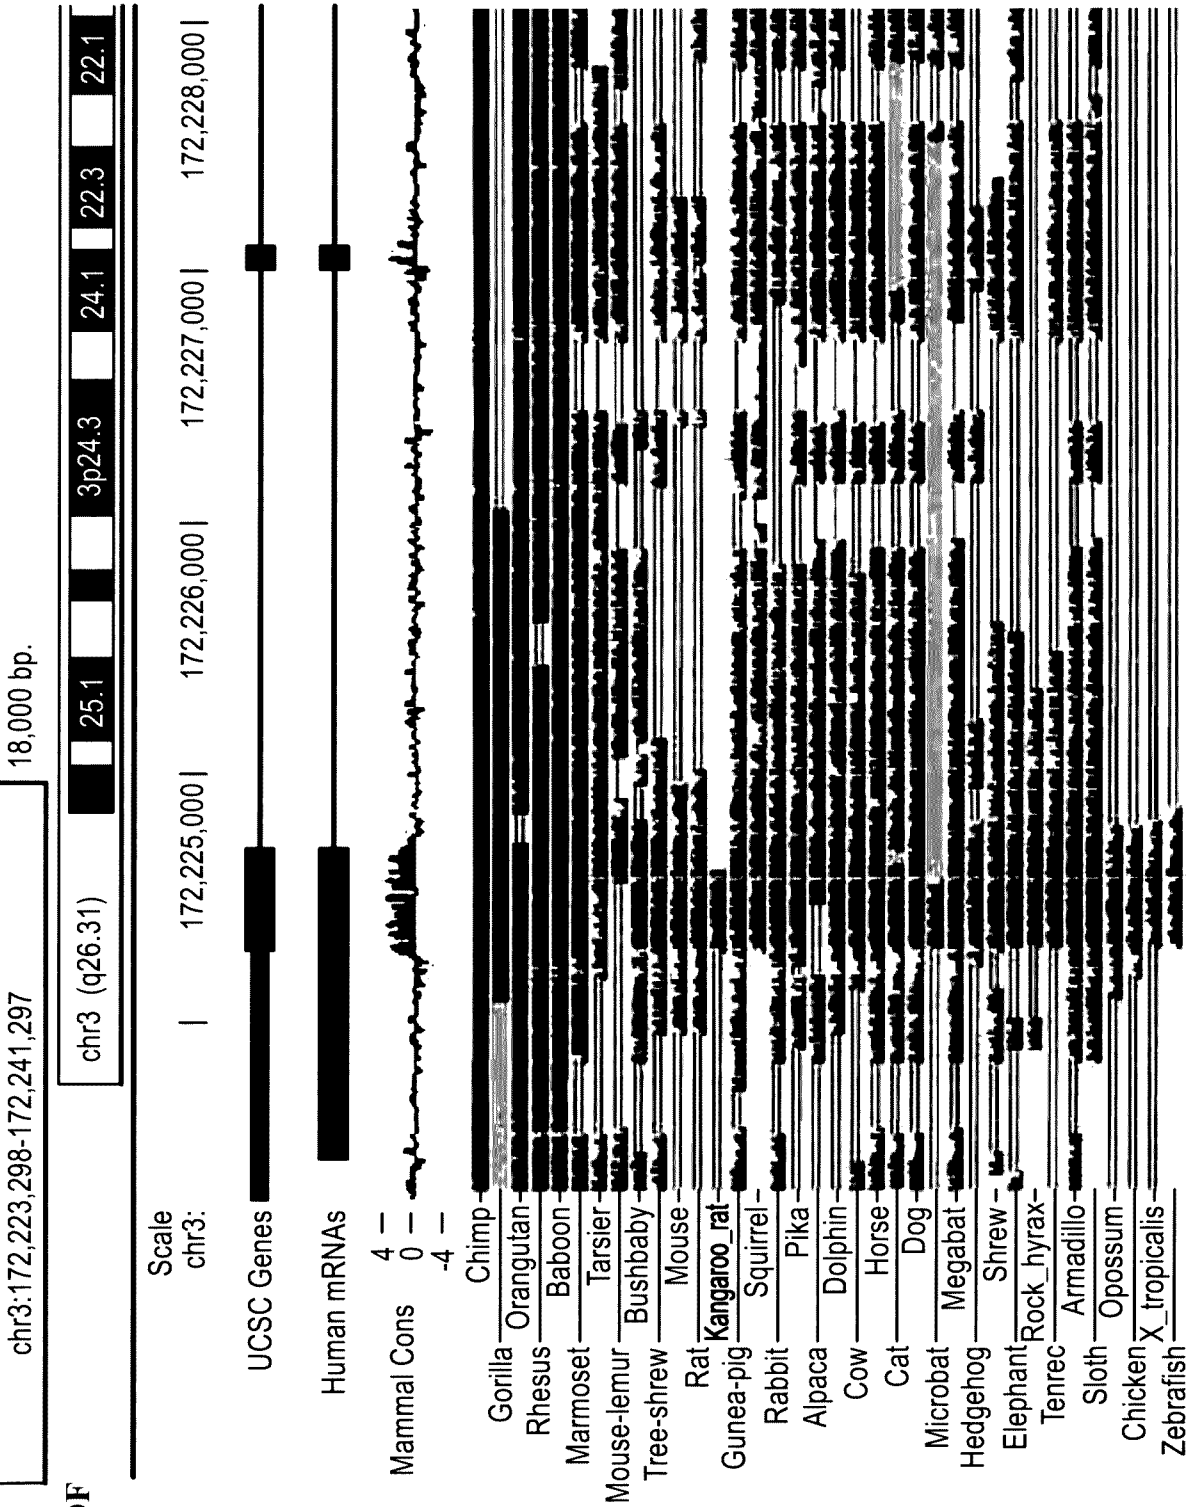 chr3:172,223,298-172,241,297
18,000 bp.
chr3 (q26.31)
25.1
3p24.3
24.1
22.3
22.1
Scale
chr3:
172,225,000|
172,226,000|
172,227,000|
172,228,000|
UCSC Genes
Human mRNAs
Mammal Cons
4
0
-4
Chimp
Gorilla
Orangutan
Rhesus
Baboon
Marmoset
Tarsier
Mouse-lemur
Bushbaby
Tree-shrew
Mouse
Rat
Kangaroo_rat
Gunea-pig
Squirrel
Rabbit
Pika
Alpaca
Dolphin
Cow
Horse
Cat
Dog
Microbat
Megabat
Hedgehog
Shrew
Elephant
Rock_hyrax
Tenrec
Armadillo
Sloth
Opossum
Chicken
X_tropicalis
Zebrafish